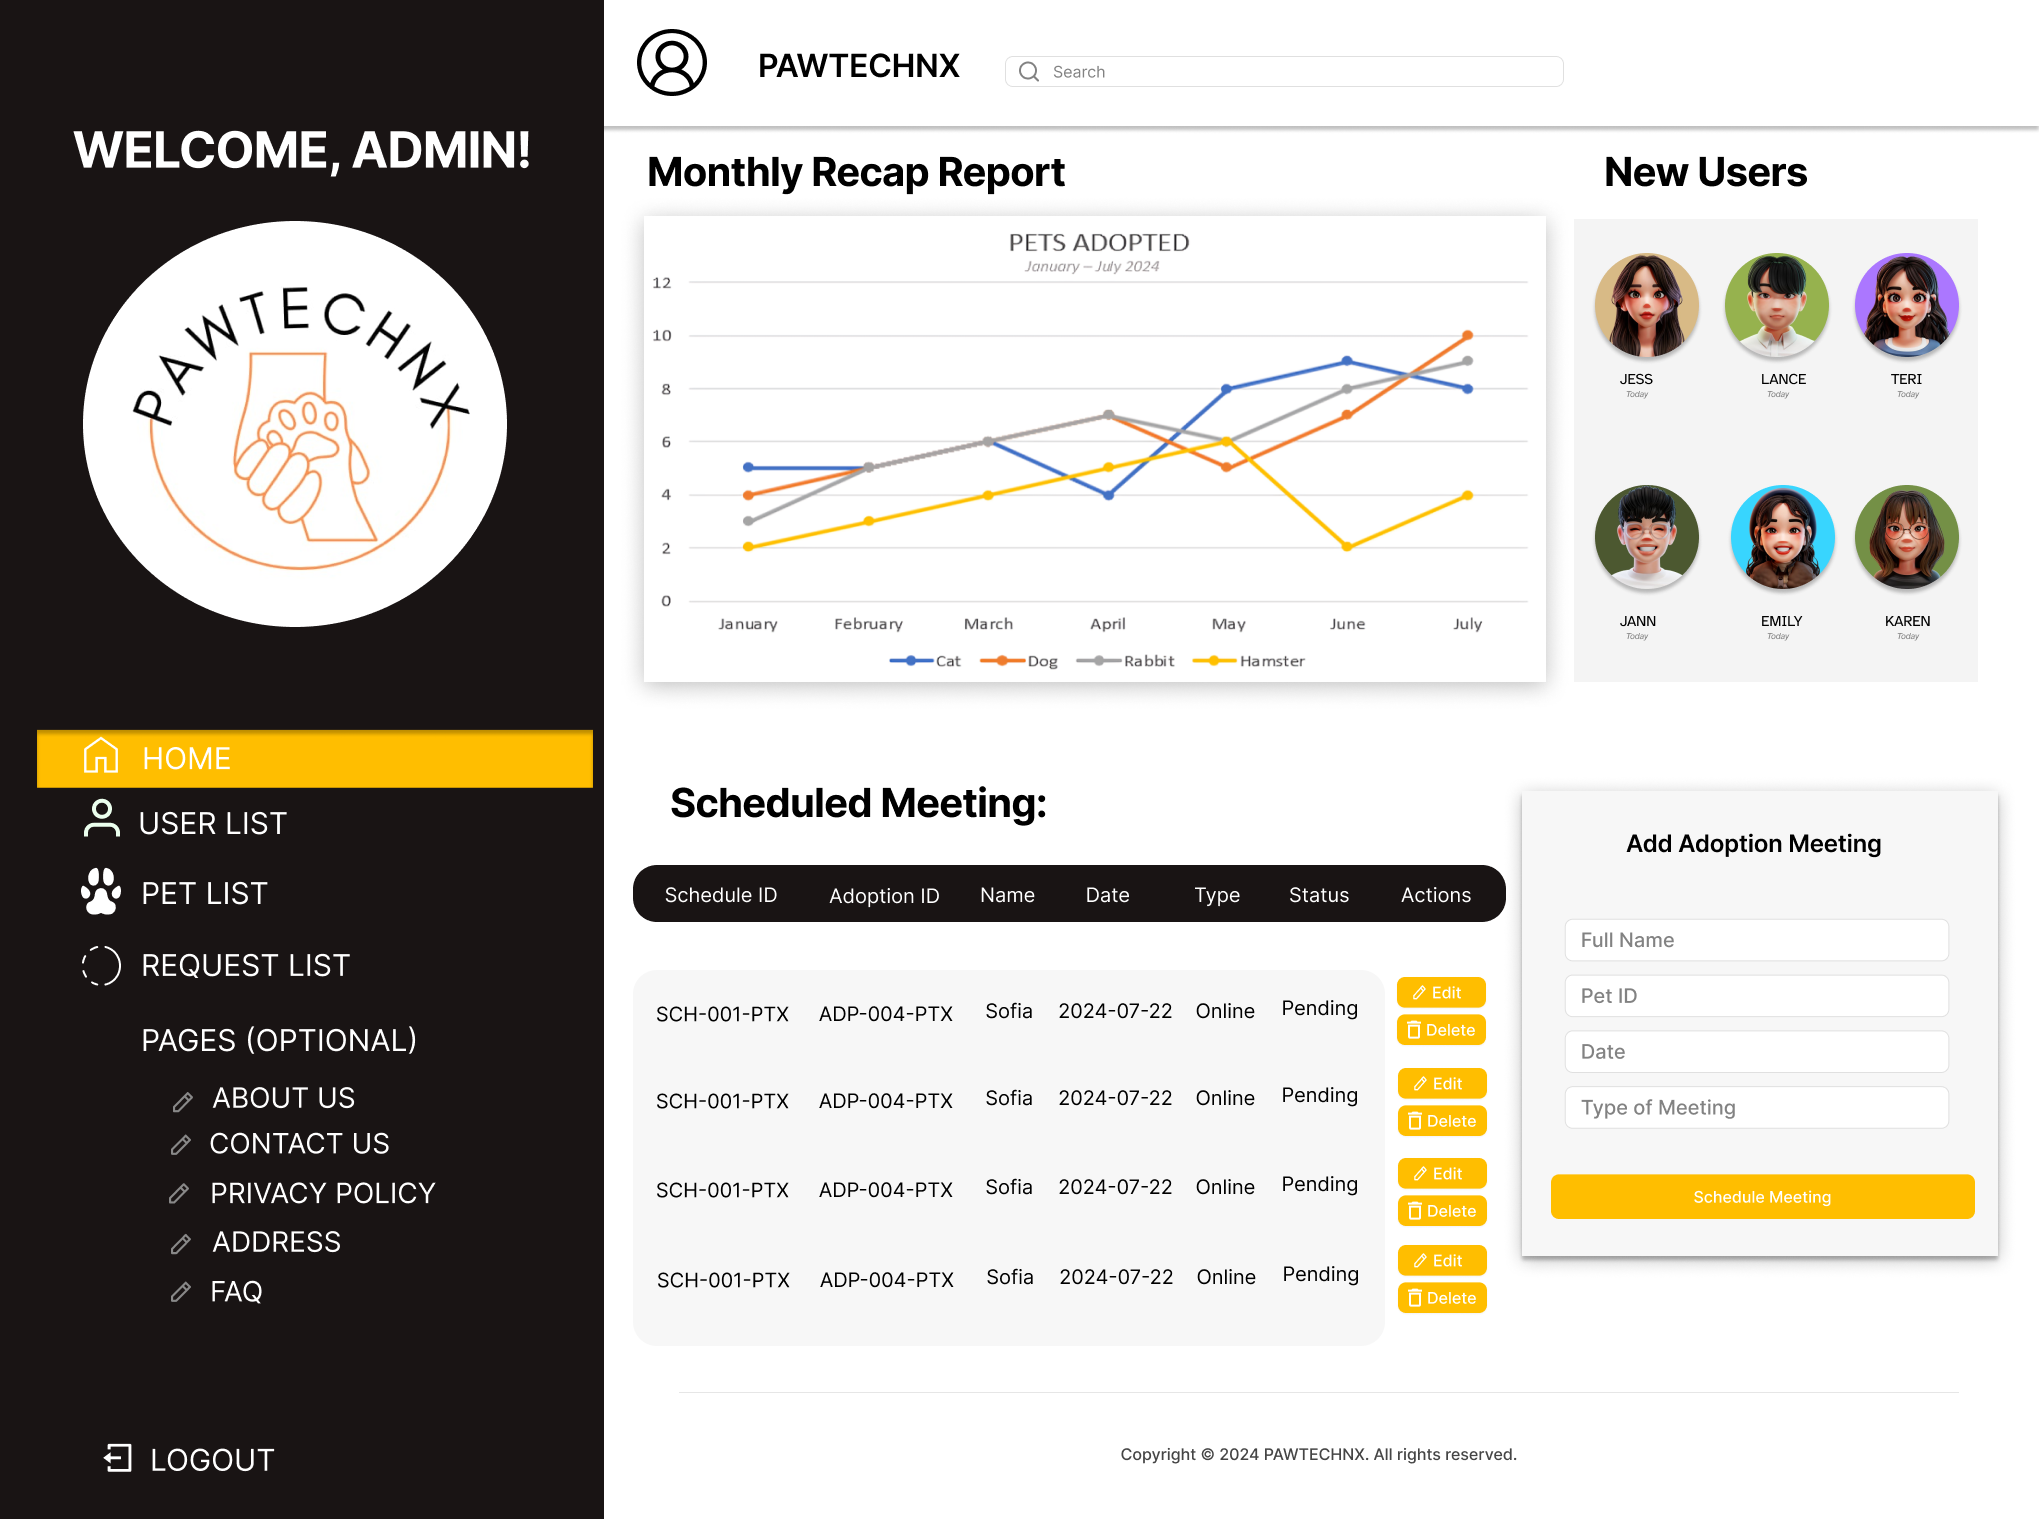 WELCOME, ADMIN!
PAWTECHNX
HOME
USER LIST
PET LIST
REQUEST LIST
PAGES (OPTIONAL)
ABOUT US
CONTACT US
PRIVACY POLICY
ADDRESS
FAQ
LOGOUT
PAWTECHNX
Search
Monthly Recap Report
PETS ADOPTED
January – July 2024
12
10
8
6
4
2
0
January February March April May June July
Cat Dog Rabbit Hamster
New Users
JESS LANCE TERI
Today Today Today
JANN EMILY KAREN
Today Today Today
Scheduled Meeting:
Schedule ID Adoption ID Name Date Type Status Actions
SCH-001-PTX ADP-004-PTX Sofia 2024-07-22 Online Pending
Edit
Delete
SCH-001-PTX ADP-004-PTX Sofia 2024-07-22 Online Pending
Edit
Delete
SCH-001-PTX ADP-004-PTX Sofia 2024-07-22 Online Pending
Edit
Delete
SCH-001-PTX ADP-004-PTX Sofia 2024-07-22 Online Pending
Edit
Delete
Add Adoption Meeting
Full Name
Pet ID
Date
Type of Meeting
Schedule Meeting
Copyright © 2024 PAWTECHNX. All rights reserved.